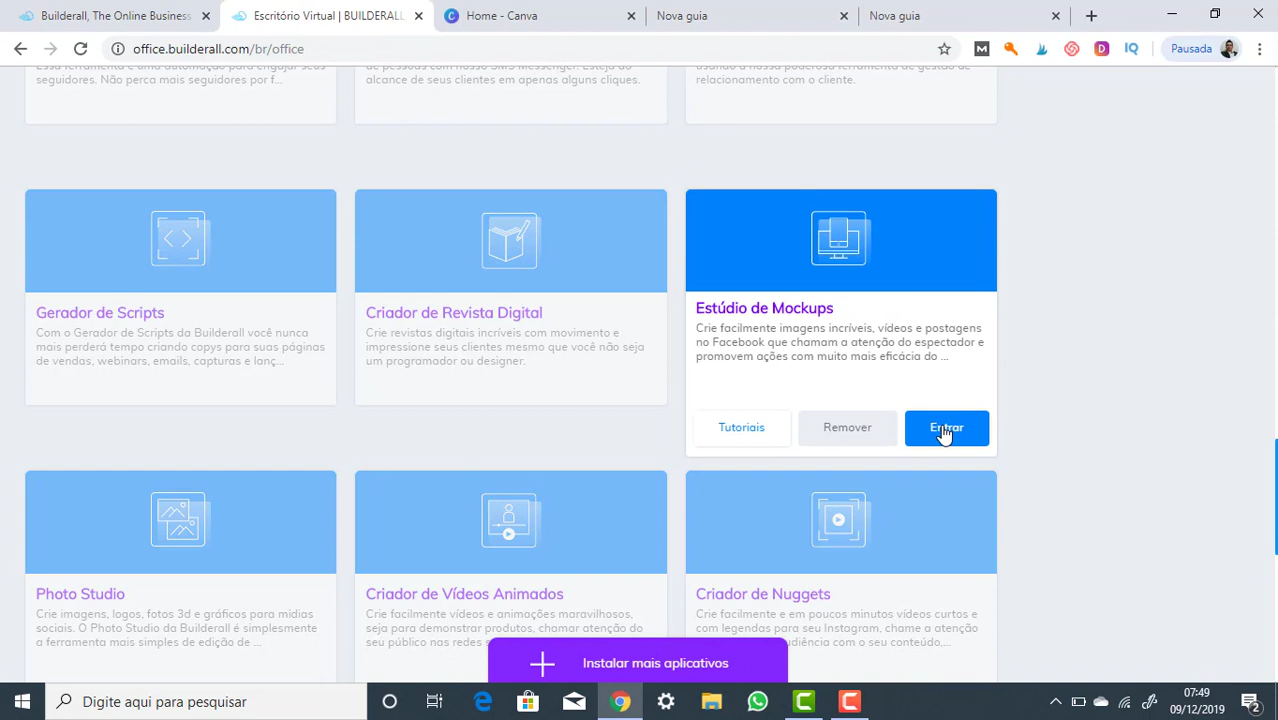 Builderall, The Online Business
Escritório Virtual | BUILDERALL
Home - Canva
Nova guia
Nova guia
office.builderall.com/br/office
Pausada
seguidores. Não perca mais seguidores por f...
alcance de seus clientes em apenas alguns cliques.
relacionamento com o cliente.
Gerador de Scripts
Com o Gerador de Scripts da Builderall você nunca
mais perderá tempo criando copys para suas páginas
de vendas, webinars, emails, capturas e lanç...
Criador de Revista Digital
Crie revistas digitais incríveis com movimento e
impressione seus clientes mesmo que você não seja
um programador ou designer.
Estúdio de Mockups
Crie facilmente imagens incríveis, vídeos e postagens
no Facebook que chamam a atenção do espectador e
promovem ações com muito mais eficácia do ...
Tutoriais
Remover
Entrar
Photo Studio
Crie imagens, logos, fotos 3d e gráficos para midias
sociais. O Photo Studio da Builderall é simplesmente
a ferramenta mais simples de edição de ...
Criador de Vídeos Animados
Crie facilmente vídeos e animações maravilhosos,
seja para demonstrar produtos, chamar atenção do
seu público nas redes
Criador de Nuggets
Crie facilmente e em poucos minutos vídeos curtos e
com legendas para seu Instagram, chame a atenção
audiência com o seu conteúdo,...
Instalar mais aplicativos
Digite aqui para pesquisar
07:49
09/12/2019
2